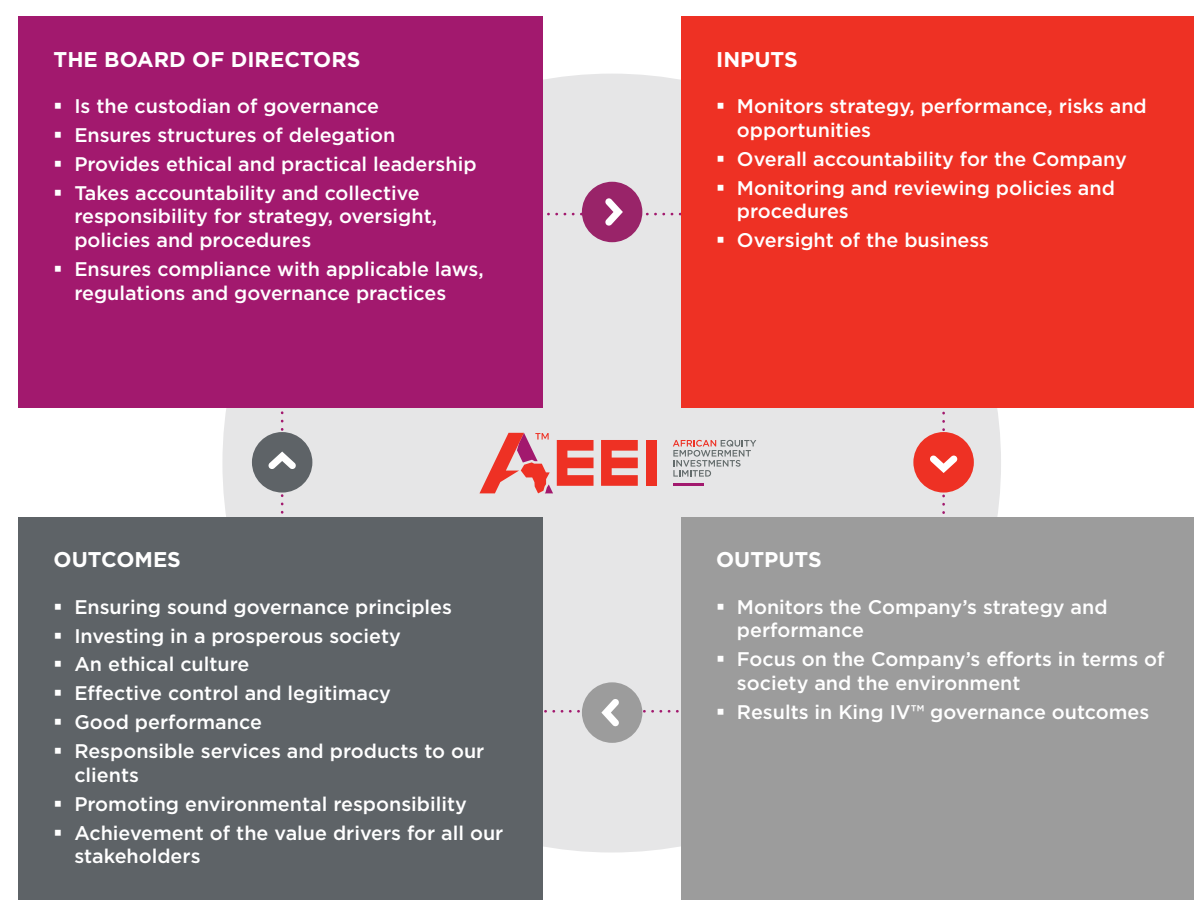 THE BOARD OF DIRECTORS
▪ Is the custodian of governance
▪ Ensures structures of delegation
▪ Provides ethical and practical leadership
▪ Takes accountability and collective
responsibility for strategy, oversight,
policies and procedures
▪ Ensures compliance with applicable laws,
regulations and governance practices
INPUTS
▪ Monitors strategy, performance, risks and
opportunities
▪ Overall accountability for the Company
▪ Monitoring and reviewing policies and
procedures
▪ Oversight of the business
AEEI™
AFRICAN EQUITY
EMPOWERMENT
INVESTMENTS
LIMITED
OUTCOMES
▪ Ensuring sound governance principles
▪ Investing in a prosperous society
▪ An ethical culture
▪ Effective control and legitimacy
▪ Good performance
▪ Responsible services and products to our
clients
▪ Promoting environmental responsibility
▪ Achievement of the value drivers for all our
stakeholders
OUTPUTS
▪ Monitors the Company’s strategy and
performance
▪ Focus on the Company’s efforts in terms of
society and the environment
▪ Results in King IV™ governance outcomes